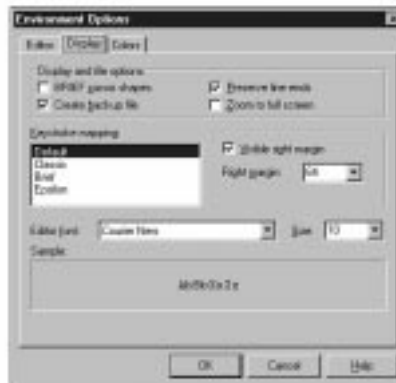 Environment Options
Editor Display Colors
Display and file options
BRIEF cursor shapes
Preserve line ends
Create backup file
Zoom to full screen
Keystroke mapping:
Default
Classic
Brief
Epsilon
Visible right margin
Right margin:
Editor font: Courier New
Size: 10
Sample:
OK Cancel Help